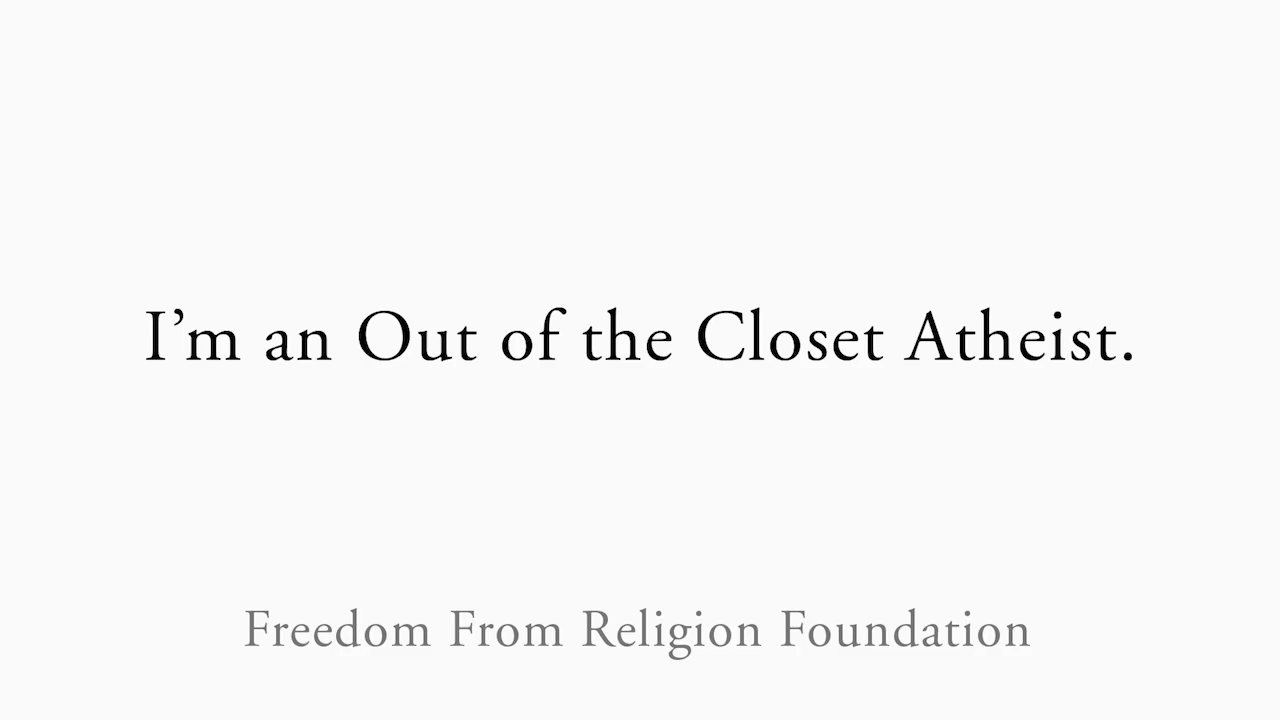 I’m an Out of the Closet Atheist.
Freedom From Religion Foundation